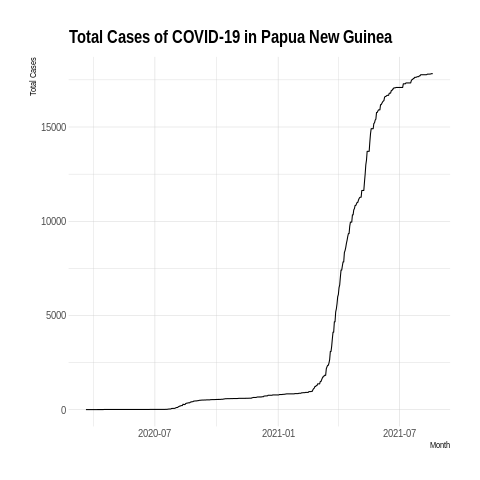 Total Cases of COVID-19 in Papua New Guinea
Total Cases
15000
10000
5000
0
2020-07 2021-01 2021-07
Month